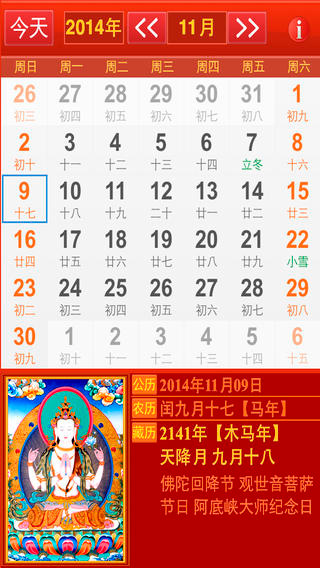 今天 2014年 << 11月 >> i
周日 周一 周二 周三 周四 周五 周六
26 27 28 29 30 31 1
初三 初四 初五 初六 初七 初八 初九
2 3 4 5 6 7 8
初十 十一 十二 十三 十四 立冬 十六
9 10 11 12 13 14 15
十七 十八 十九 二十 廿一 廿二 廿三
16 17 18 19 20 21 22
廿四 廿五 廿六 廿七 廿八 廿九 小雪
23 24 25 26 27 28 29
初二 初三 初四 初五 初六 初七 初八
30 1 2 3 4 5 6
初九 初十 十一 十二 十三 十四 十五
公历 2014年11月09日
农历 闰九月十七【马年】
藏历 2141年【木马年】
天降月 九月十八
佛陀回降节 观世音菩萨
节日 阿底峡大师纪念日